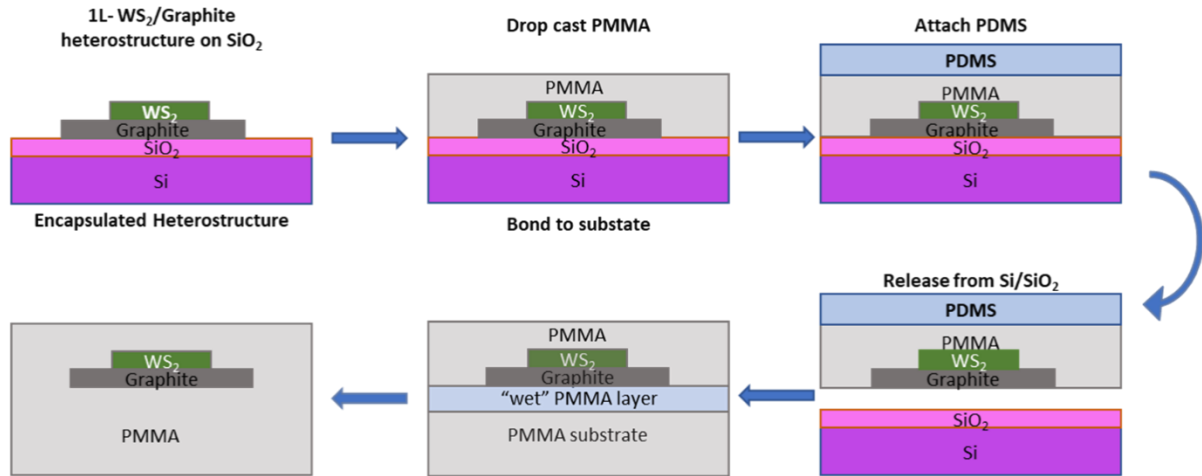 1L- WS₂/Graphite
heterostructure on SiO₂
WS₂
Graphite
SiO₂
Si
Drop cast PMMA
PMMA
WS₂
Graphite
SiO₂
Si
Attach PDMS
PDMS
PMMA
WS₂
Graphite
SiO₂
Si
Release from Si/SiO₂
PDMS
PMMA
WS₂
Graphite
SiO₂
Si
Bond to substate
PMMA
WS₂
Graphite
“wet” PMMA layer
PMMA substrate
Encapsulated Heterostructure
WS₂
Graphite
PMMA